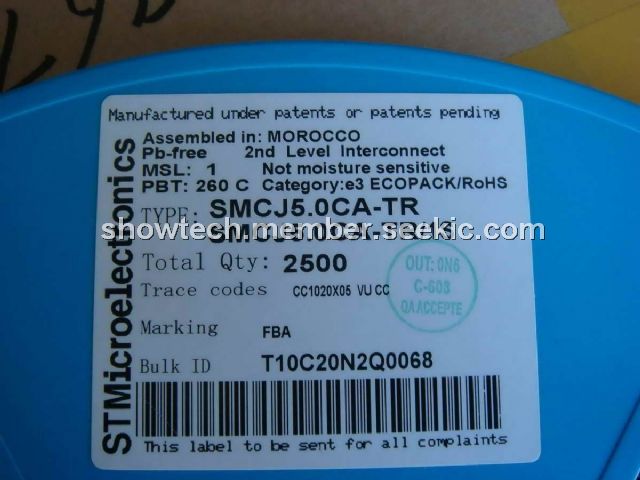 Manufactured under patents or patents pending
Assembled in: MOROCCO
Pb-free 2nd Level Interconnect
MSL: 1 Not moisture sensitive
PBT: 260 C Category:e3 ECOPACK/RoHS
TYPE: SMCJ5.0CA-TR
showtech.member.seekic.com
Total Qty: 2500
Trace codes CC1020X05 VU CC
Marking FBA
Bulk ID T10C20N2Q0068
This label to be sent for all complaints
STMicroelectronics
OUT: 0N6
C-603
QA ACCEPTE